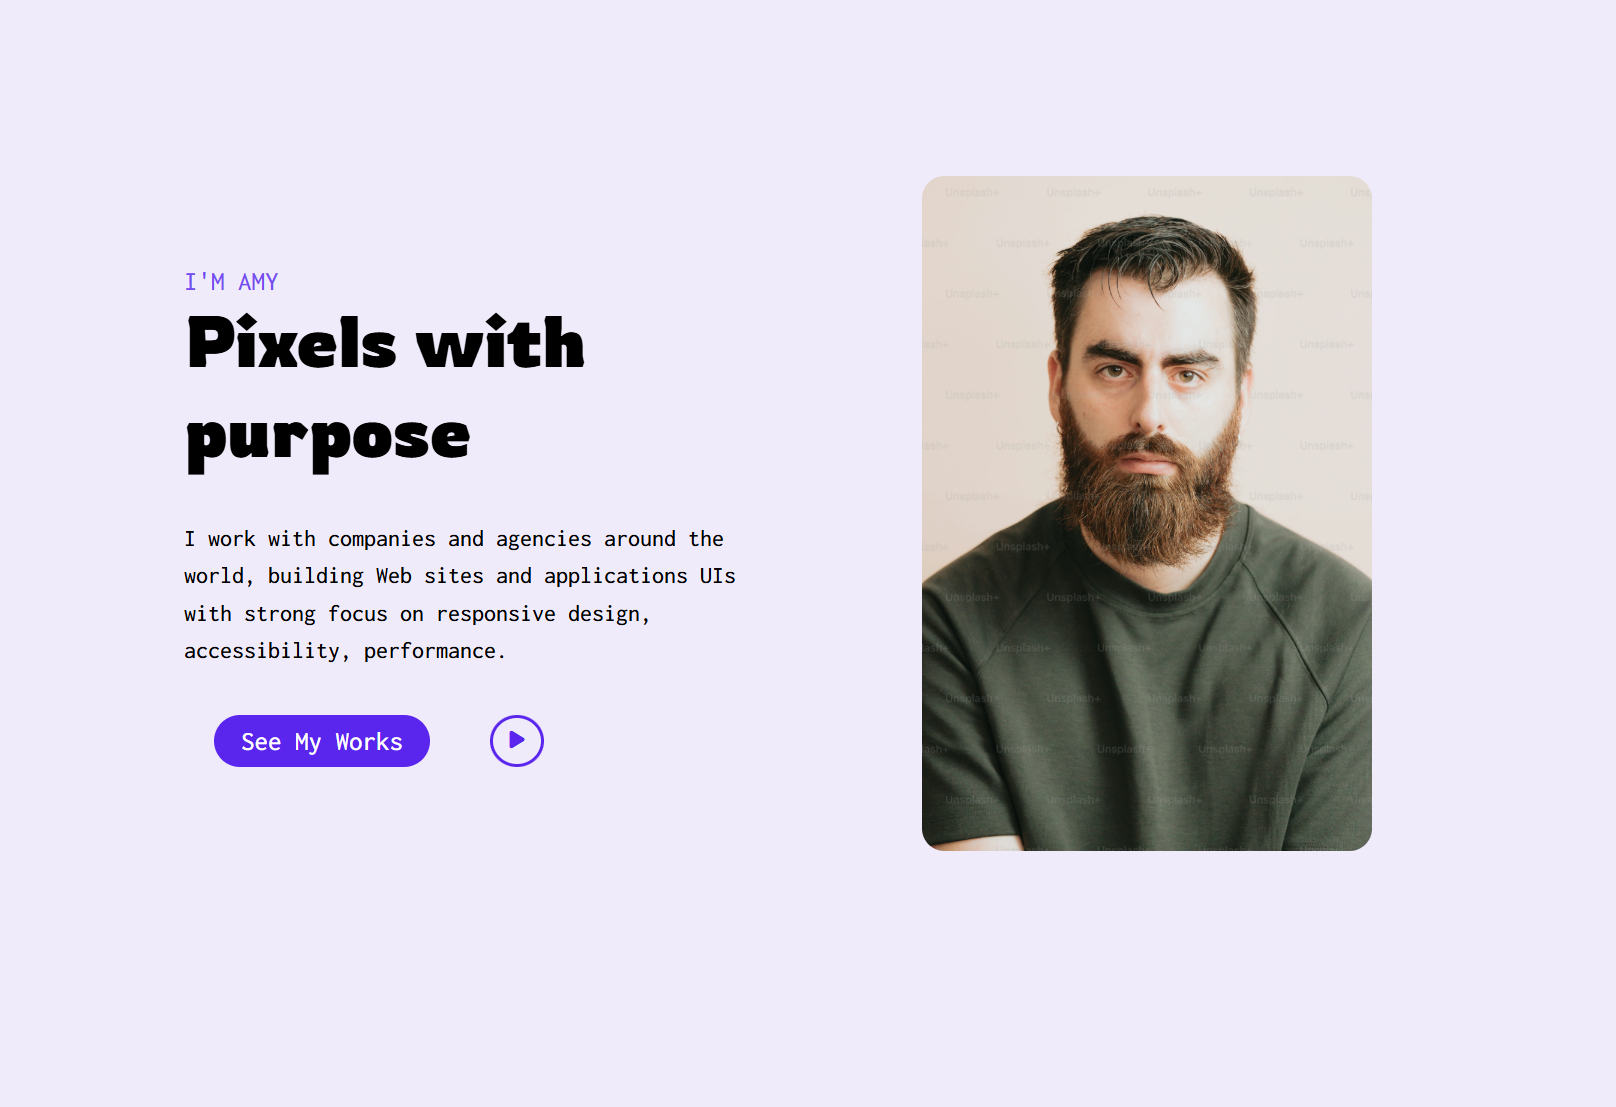 I'M AMY
Pixels with
purpose
I work with companies and agencies around the
world, building Web sites and applications UIs
with strong focus on responsive design,
accessibility, performance.
See My Works
Unsplash+